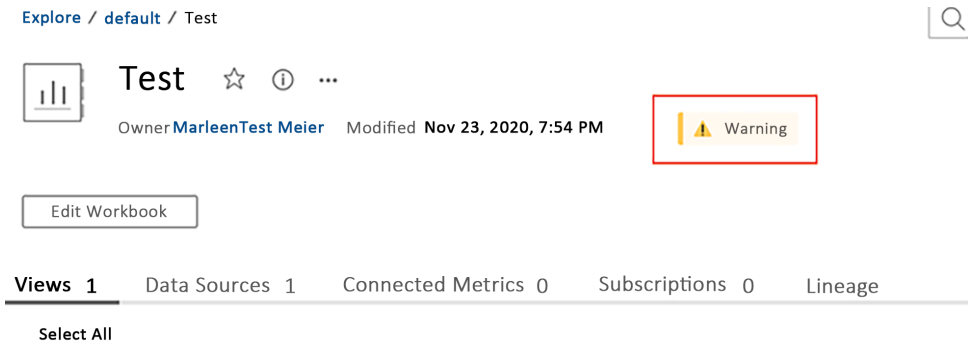 Explore / default / Test
Test
Owner MarleenTest Meier Modified Nov 23, 2020, 7:54 PM
Warning
Edit Workbook
Views 1 Data Sources 1 Connected Metrics 0 Subscriptions 0 Lineage
Select All